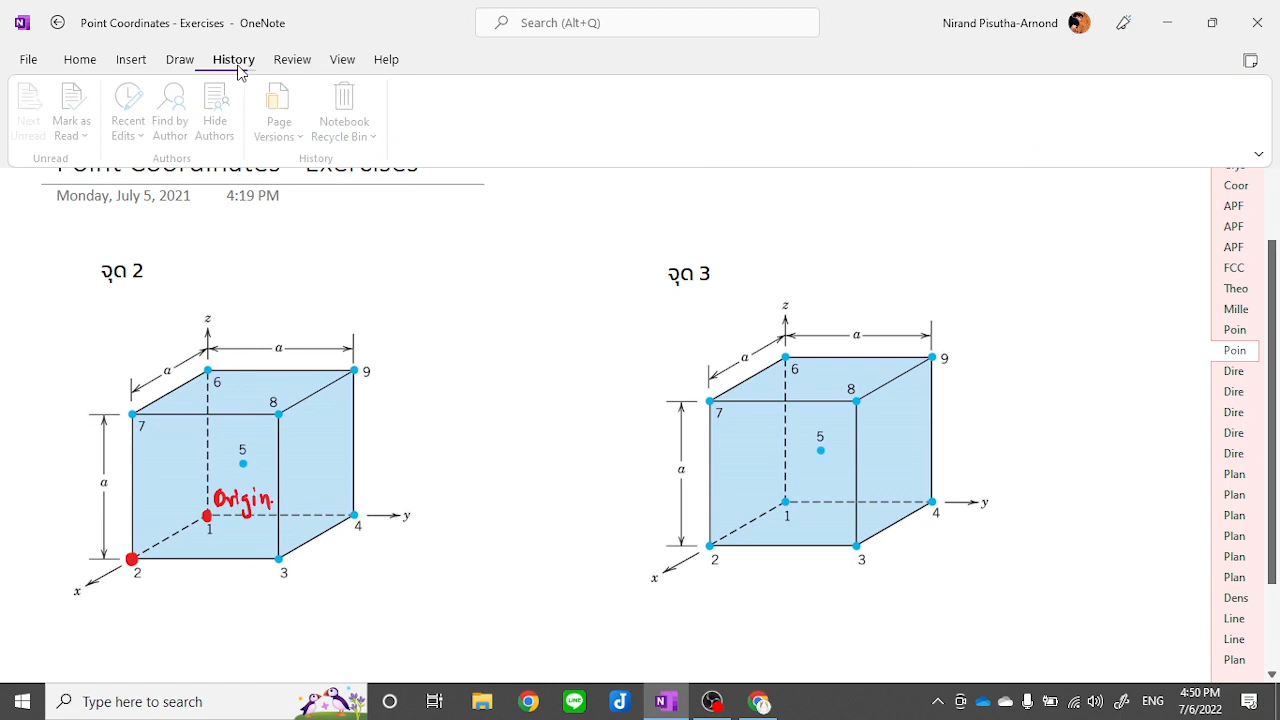 Point Coordinates - Exercises - OneNote
Search (Alt+Q)
Nirand Pisutha-Arnond
File Home Insert Draw History Review View Help
Next Unread
Mark as Read
Recent Edits
Find by Author
Hide Authors
Page Versions
Notebook Recycle Bin
Unread
Authors
History
Point Coordinates - Exercises
Monday, July 5, 2021 4:19 PM
จุด 2
z
a
a
6
9
8
7
5
a
Origin.
1
4
y
2
3
x
จุด 3
z
a
a
6
9
8
7
5
a
1
4
y
2
3
x
Coor
APF
APF
APF
FCC
Theo
Mille
Poin
Poin
Dire
Dire
Dire
Dire
Dire
Plan
Plan
Plan
Plan
Plan
Plan
Dens
Line
Line
Plan
Type here to search
LINE
ENG
4:50 PM
7/6/2022